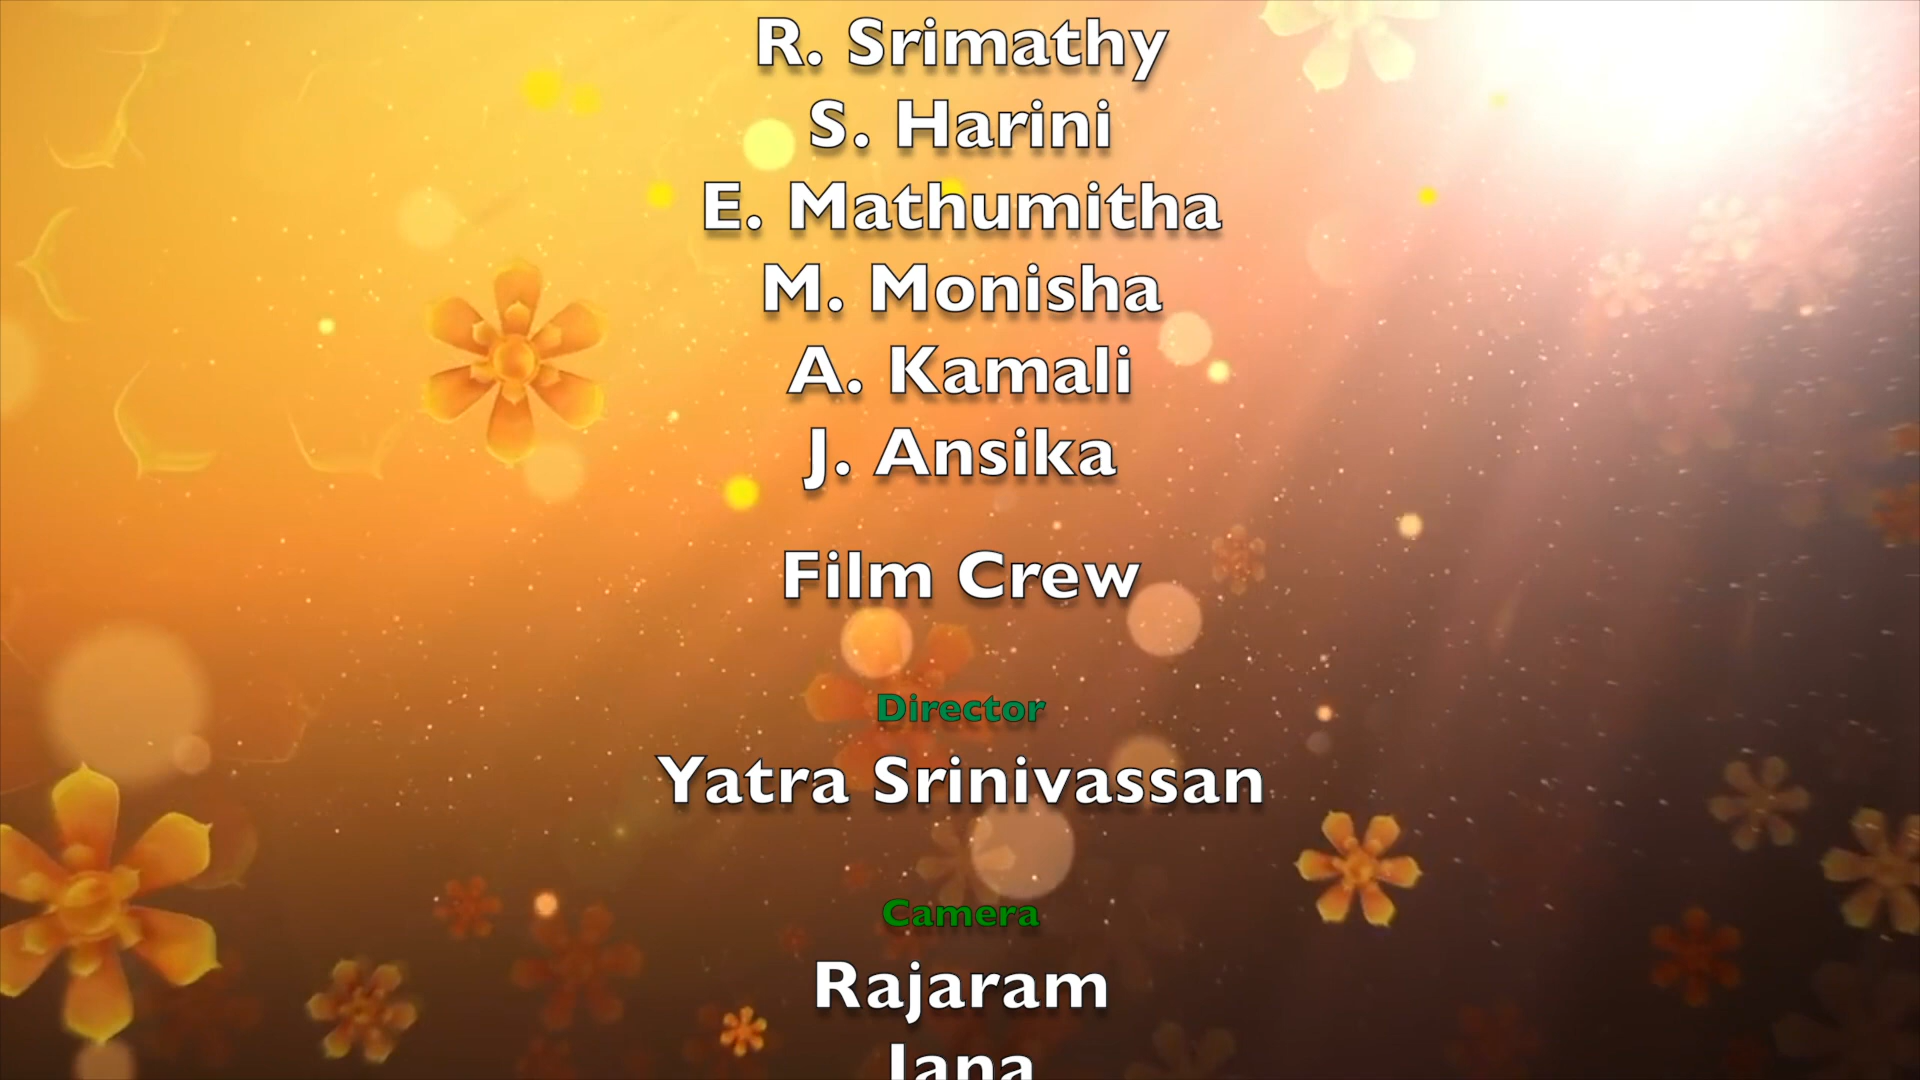 R. Srimathy
S. Harini
E. Mathumitha
M. Monisha
A. Kamali
J. Ansika
Film Crew
Director
Yatra Srinivassan
Camera
Rajaram